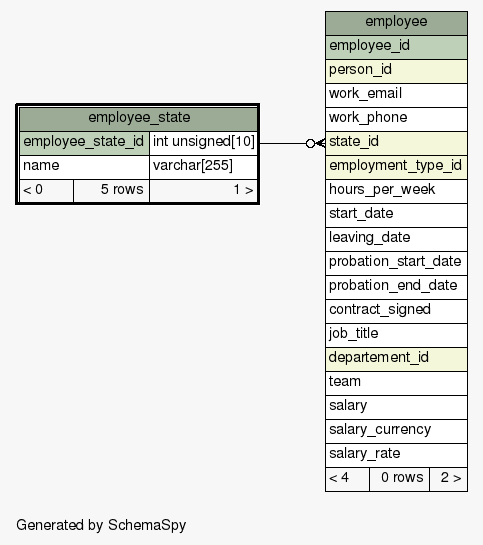 employee_state
employee_state_id int unsigned[10]
name varchar[255]
< 0 5 rows 1 >
employee
employee_id
person_id
work_email
work_phone
state_id
employment_type_id
hours_per_week
start_date
leaving_date
probation_start_date
probation_end_date
contract_signed
job_title
departement_id
team
salary
salary_currency
salary_rate
< 4 0 rows 2 >
Generated by SchemaSpy